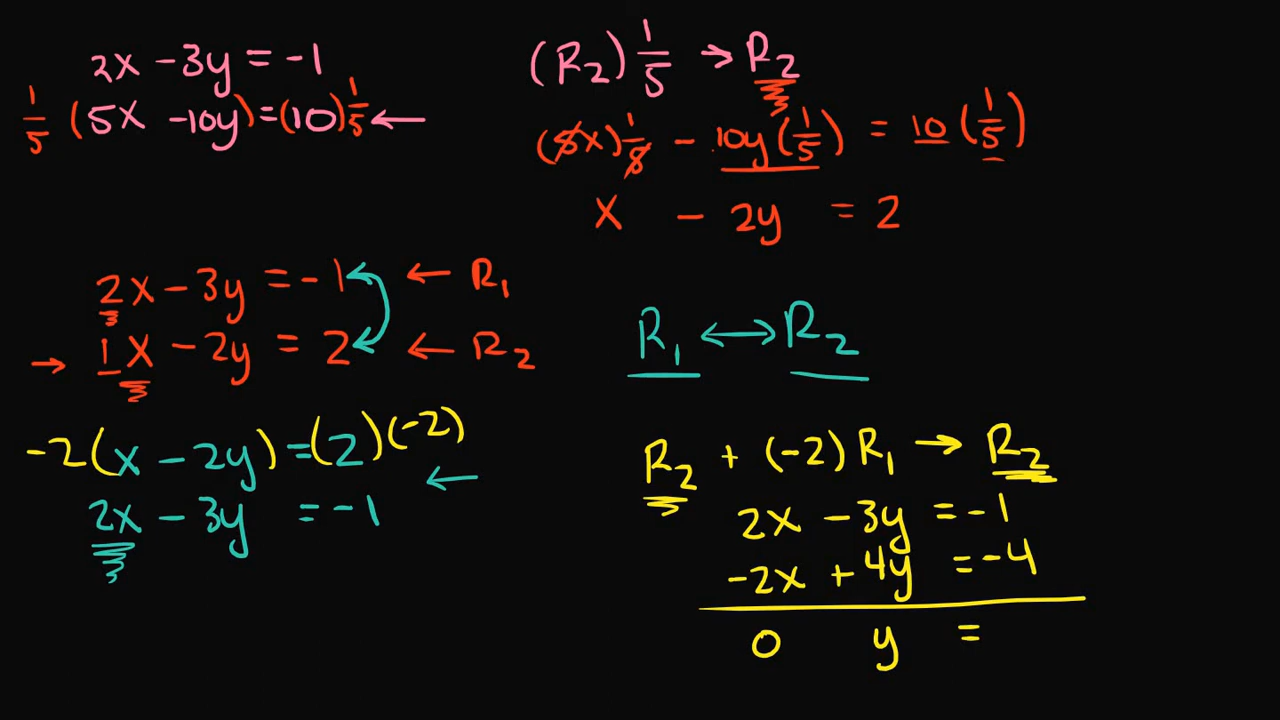 2x - 3y = -1
1/5 (5x - 10y) = (10) 1/5 ←
(R₂) 1/5 → R₂
(5x) 1/5 - 10y (1/5) = 10 (1/5)
x - 2y = 2
2x - 3y = -1 ← R₁
→ 1x - 2y = 2 ← R₂
R₁ ↔ R₂
-2(x - 2y) = (2)(-2)
2x - 3y = -1 ←
R₂ + (-2) R₁ → R₂
2x - 3y = -1
-2x + 4y = -4
0 y =